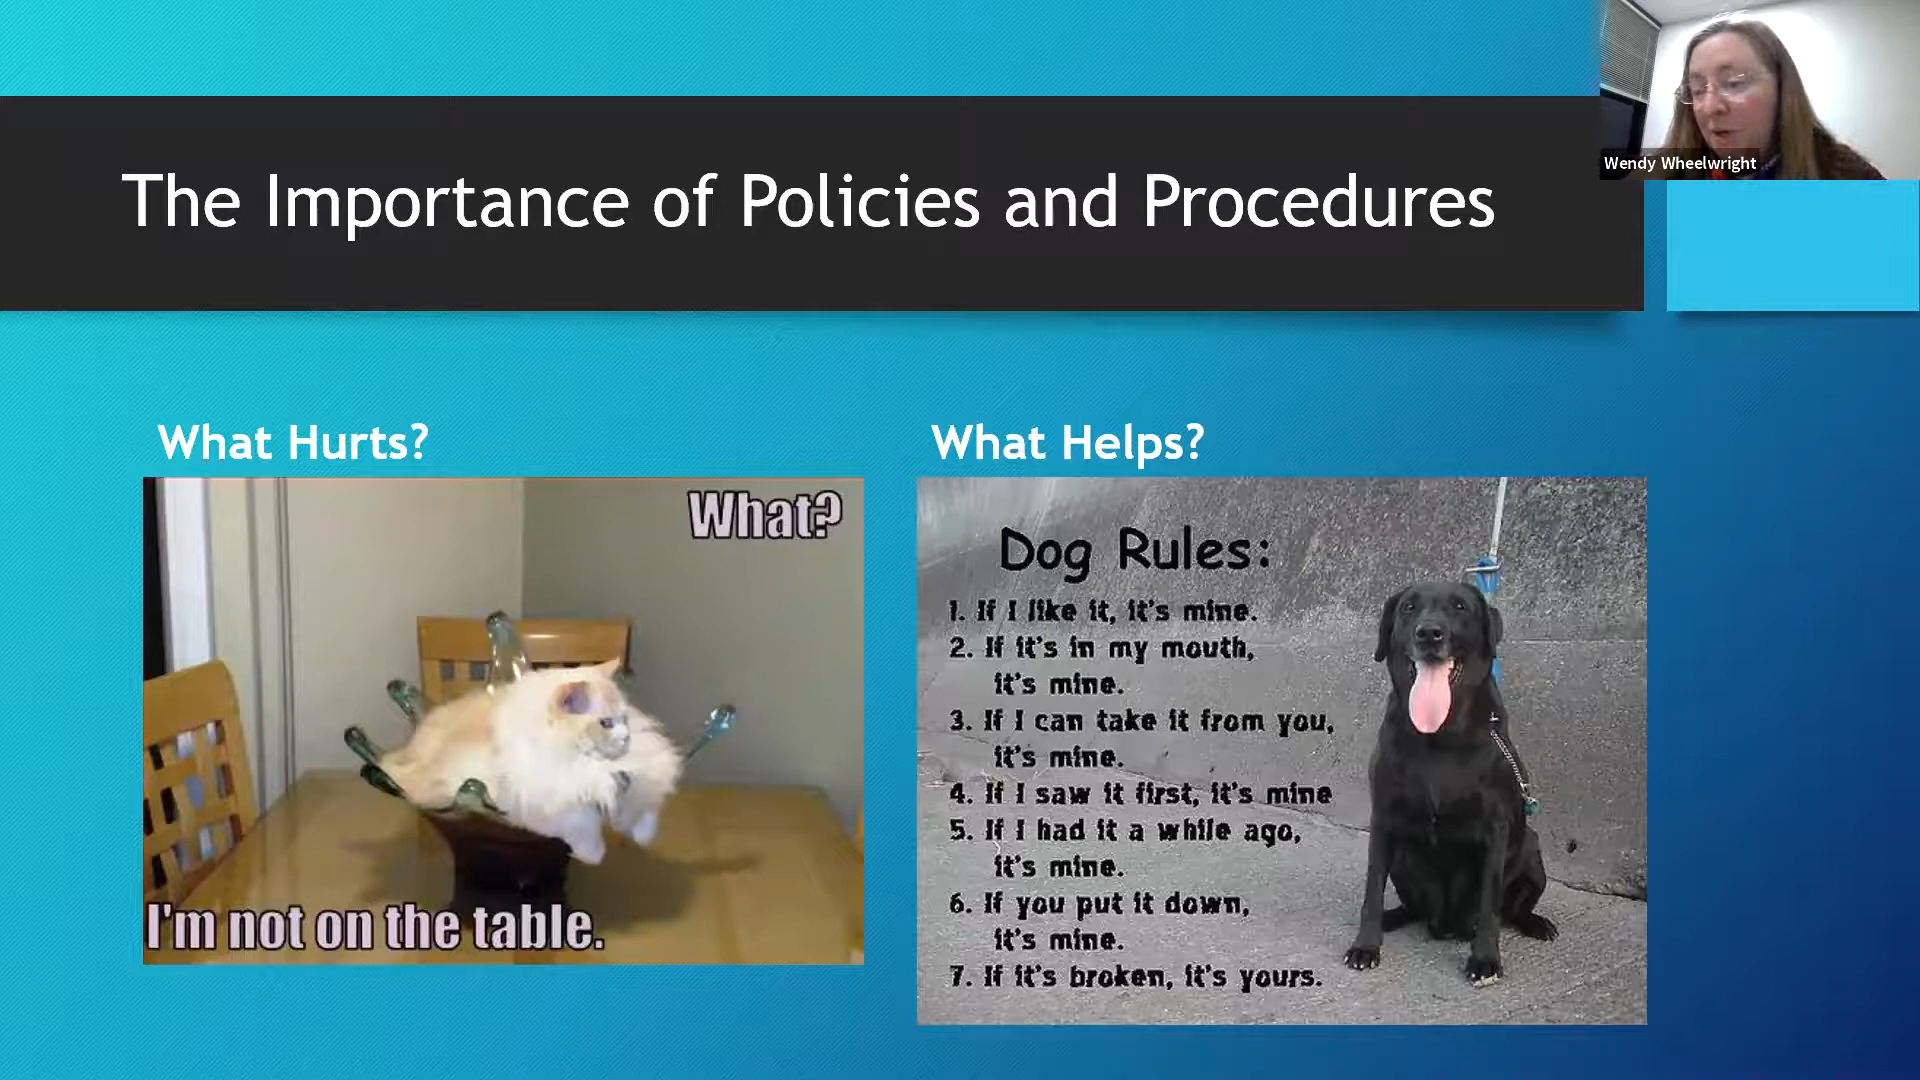 Wendy Wheelwright
The Importance of Policies and Procedures
What Hurts?
What?
I'm not on the table.
What Helps?
Dog Rules:
1. If I like it, it's mine.
2. If it's in my mouth,
it's mine.
3. If I can take it from you,
it's mine.
4. If I saw it first, it's mine
5. If I had it a while ago,
it's mine.
6. If you put it down,
it's mine.
7. If it's broken, it's yours.